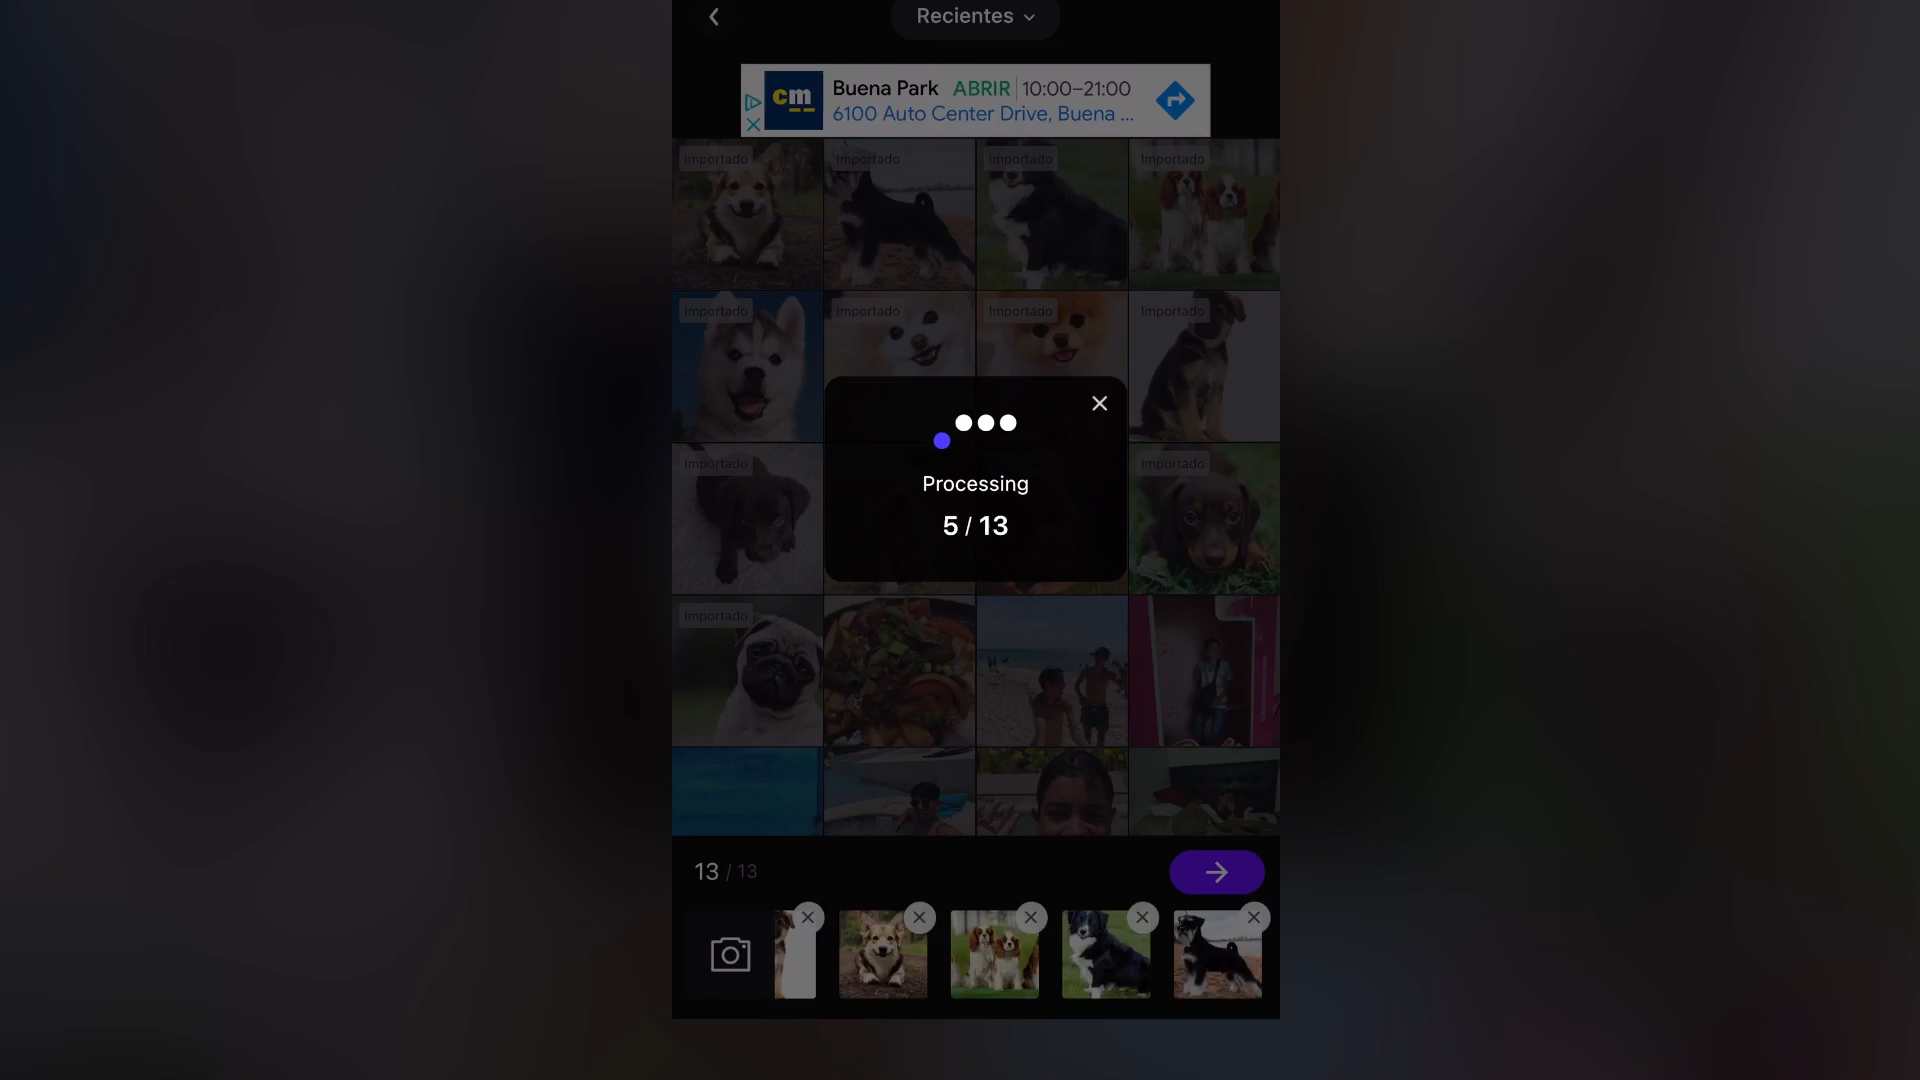 Recientes
cm
Buena Park ABRIR 10:00–21:00
6100 Auto Center Drive, Buena ...
Importado Importado Importado Importado
Importado Importado Importado Importado
Importado Importado
Processing
5 / 13
Importado
13 / 13